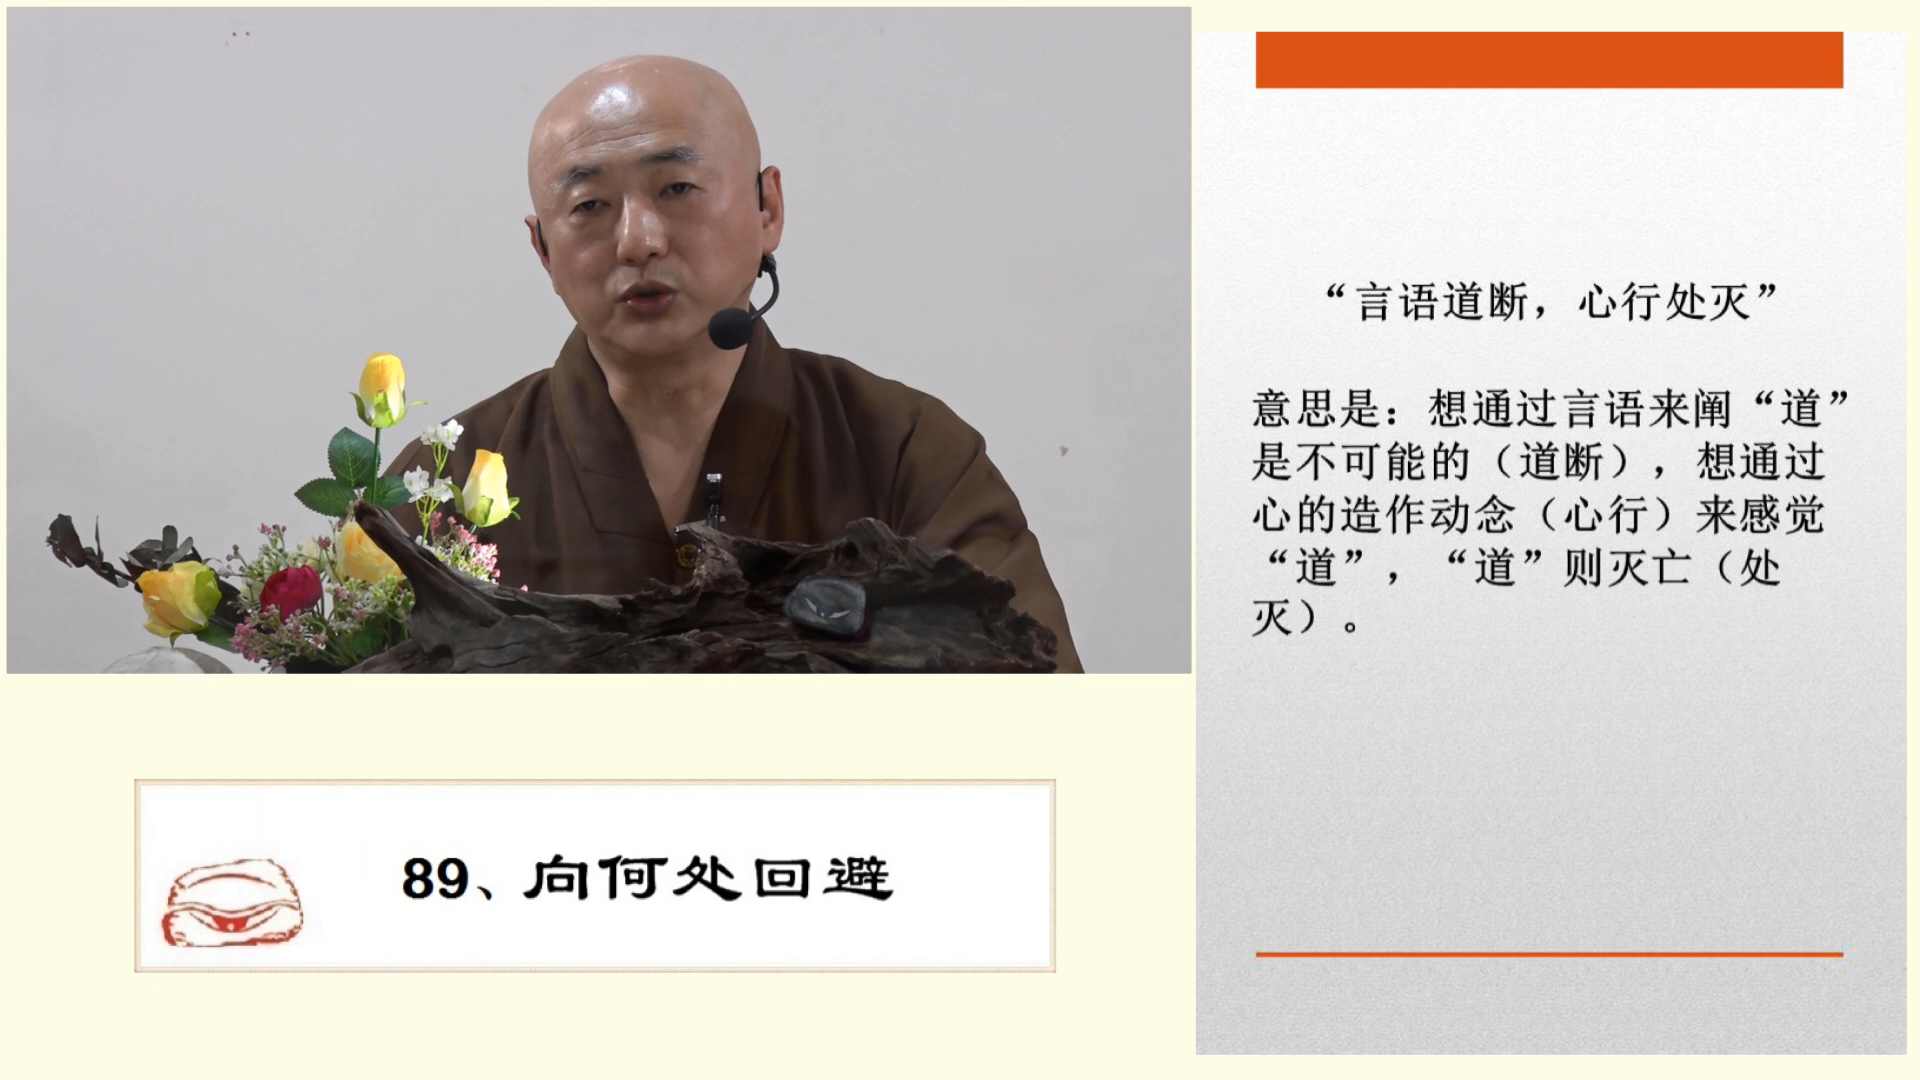 “言语道断，心行处灭”
意思是：想通过言语来阐“道”
是不可能的（道断），想通过
心的造作动念（心行）来感觉
“道”，“道”则灭亡（处
灭）。
89、向何处回避